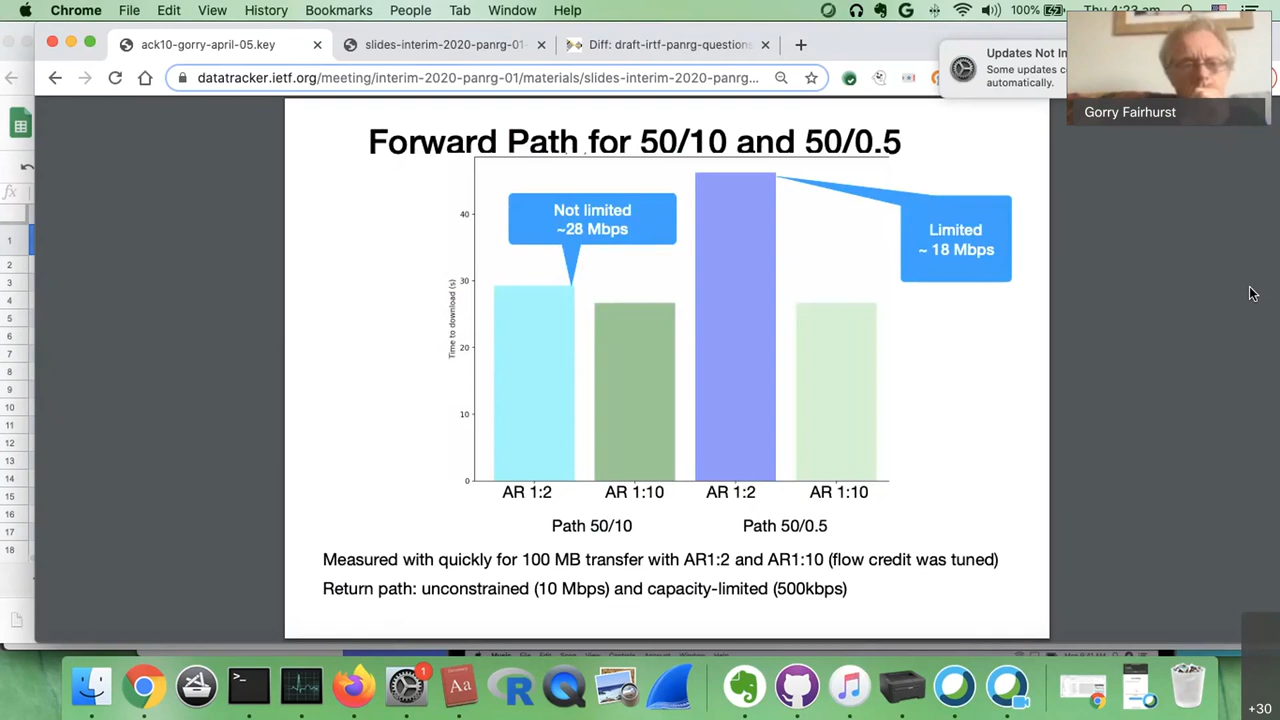 Chrome File Edit View History Bookmarks People Tab Window Help 100% Thu 4:23 am
ack10-gorry-april-05.key
slides-interim-2020-panrg-01-
Diff: draft-irtf-panrg-questions
datatracker.ietf.org/meeting/interim-2020-panrg-01/materials/slides-interim-2020-panrg...
Updates Not In
Some updates c
automatically.
Gorry Fairhurst
Forward Path for 50/10 and 50/0.5
Not limited
~28 Mbps
Limited
~ 18 Mbps
Time to download (s)
40
30
20
10
0
AR 1:2 AR 1:10 AR 1:2 AR 1:10
Path 50/10 Path 50/0.5
Measured with quickly for 100 MB transfer with AR1:2 and AR1:10 (flow credit was tuned)
Return path: unconstrained (10 Mbps) and capacity-limited (500kbps)
fx
1
2
3
4
5
6
7
8
9
10
11
12
13
14
15
16
17
18
1
Aa
R
+30